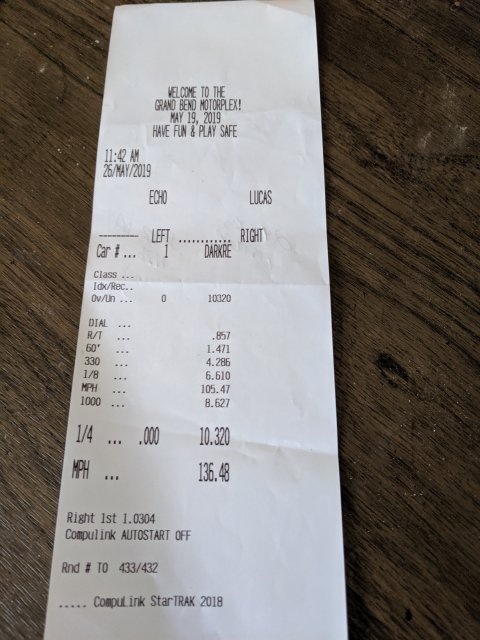 WELCOME TO THE
GRAND BEND MOTORPLEX!
MAY 19, 2019
HAVE FUN & PLAY SAFE
11:42 AM
26/MAY/2019
ECHO LUCAS
--------- LEFT ............ RIGHT
Car # ... 1 DARKRE
Class ...
Idx/Rec..
Ov/Un ... 0 10320
DIAL ...
R/T ... .857
60' ... 1.471
330 ... 4.286
1/8 ... 6.610
MPH ... 105.47
1000 ... 8.627
1/4 ... .000 10.320
MPH ... 136.48
Right 1st 1.0304
Compulink AUTOSTART OFF
Rnd # TO 433/432
..... CompuLink StarTRAK 2018